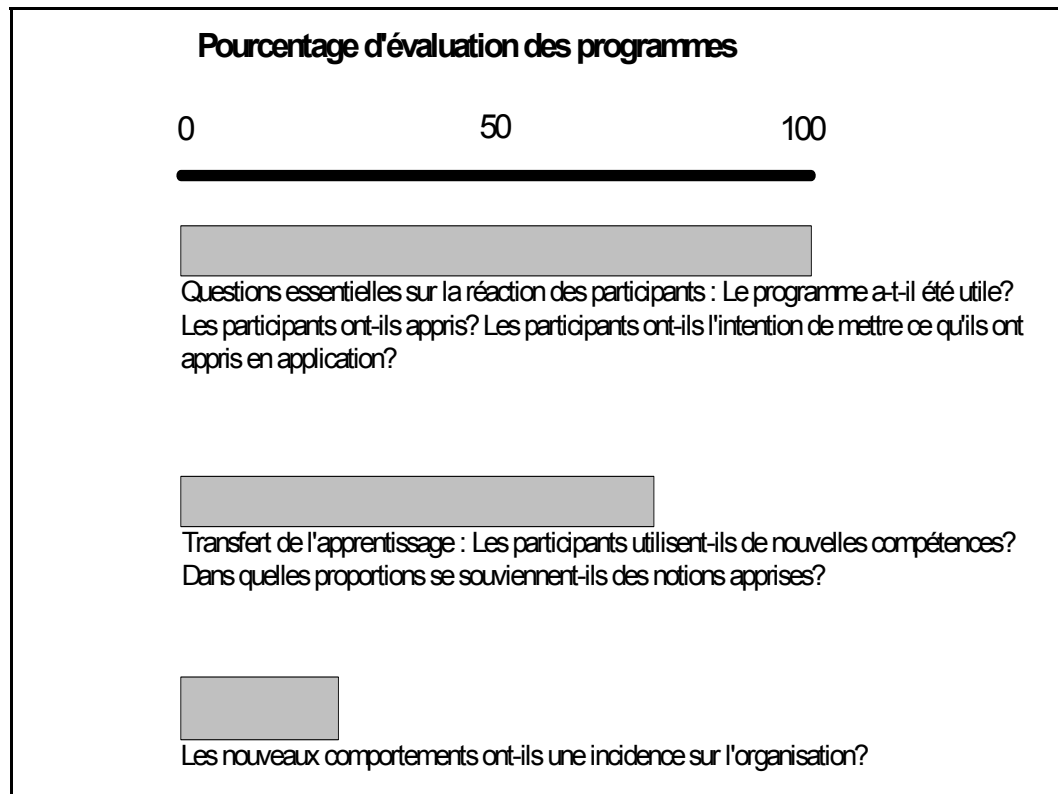 Pourcentage d'évaluation des programmes
0 50 100
Questions essentielles sur la réaction des participants : Le programme a-t-il été utile?
Les participants ont-ils appris? Les participants ont-ils l'intention de mettre ce qu'ils ont
appris en application?
Transfert de l'apprentissage : Les participants utilisent-ils de nouvelles compétences?
Dans quelles proportions se souviennent-ils des notions apprises?
Les nouveaux comportements ont-ils une incidence sur l'organisation?